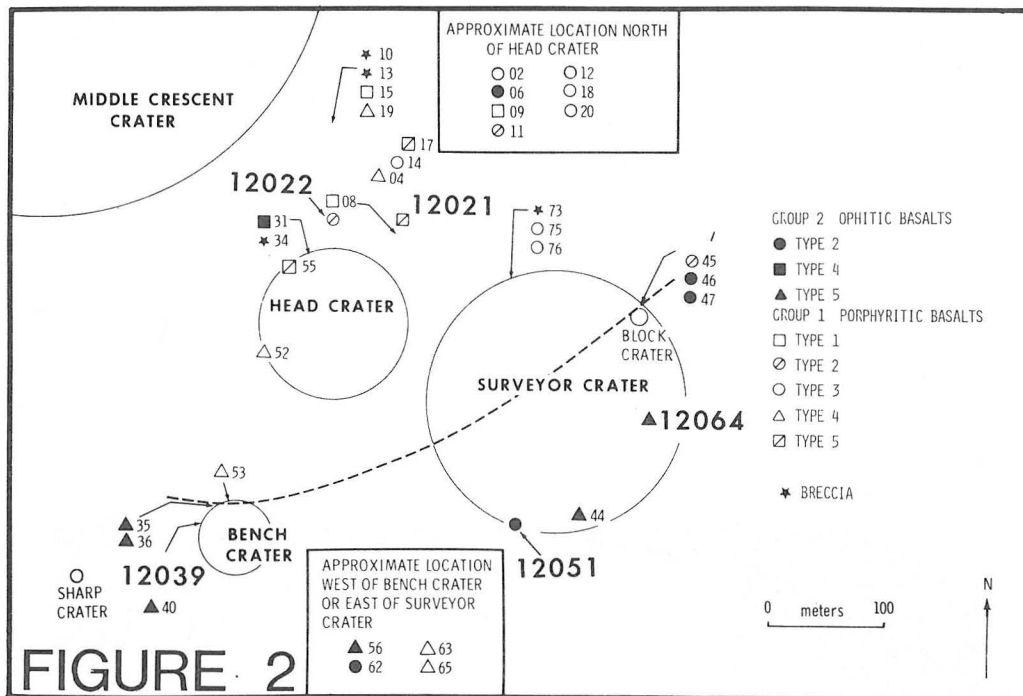 MIDDLE CRESCENT
CRATER
10
13
15
19
17
14
04
APPROXIMATE LOCATION NORTH
OF HEAD CRATER
02 12
06 18
09 20
11
12022
08
12021
31
34
55
HEAD CRATER
52
73
75
76
45
46
47
BLOCK
CRATER
SURVEYOR CRATER
12064
44
12051
GROUP 2 OPHITIC BASALTS
TYPE 2
TYPE 4
TYPE 5
GROUP 1 PORPHYRITIC BASALTS
TYPE 1
TYPE 2
TYPE 3
TYPE 4
TYPE 5
BRECCIA
53
35
36
BENCH
CRATER
12039
SHARP
CRATER
40
APPROXIMATE LOCATION
WEST OF BENCH CRATER
OR EAST OF SURVEYOR
CRATER
56 63
62 65
0 meters 100
N
FIGURE 2